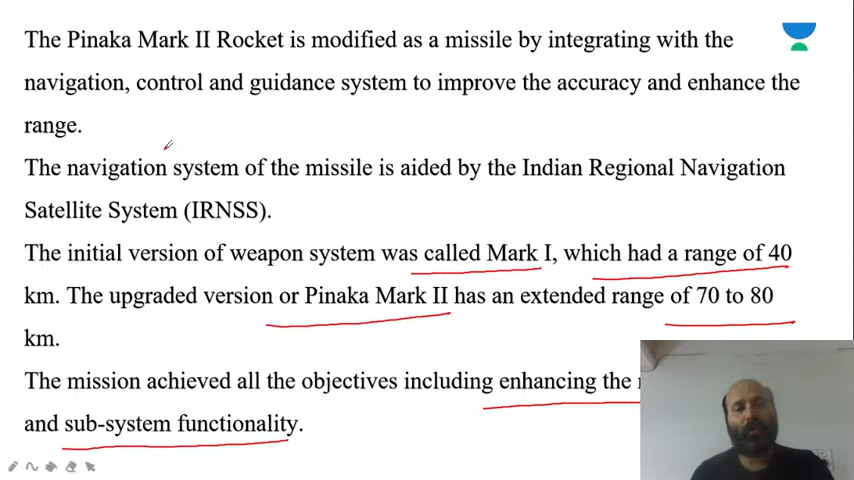 The Pinaka Mark II Rocket is modified as a missile by integrating with the
navigation, control and guidance system to improve the accuracy and enhance the
range.
The navigation system of the missile is aided by the Indian Regional Navigation
Satellite System (IRNSS).
The initial version of weapon system was called Mark I, which had a range of 40
km. The upgraded version or Pinaka Mark II has an extended range of 70 to 80
km.
The mission achieved all the objectives including enhancing the
and sub-system functionality.